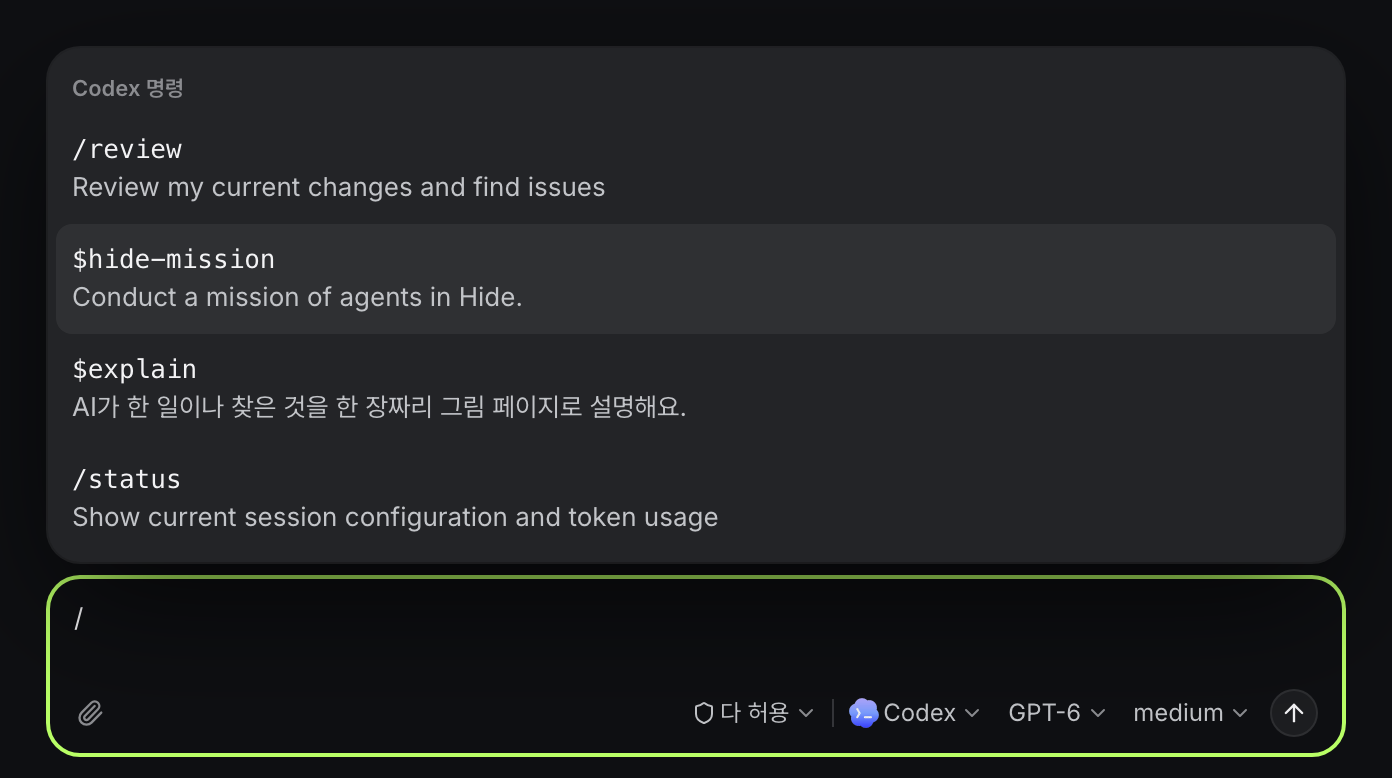 Codex 명령
/review
Review my current changes and find issues
$hide-mission
Conduct a mission of agents in Hide.
$explain
AI가 한 일이나 찾은 것을 한 장짜리 그림 페이지로 설명해요.
/status
Show current session configuration and token usage
/
다 허용 Codex GPT-6 medium